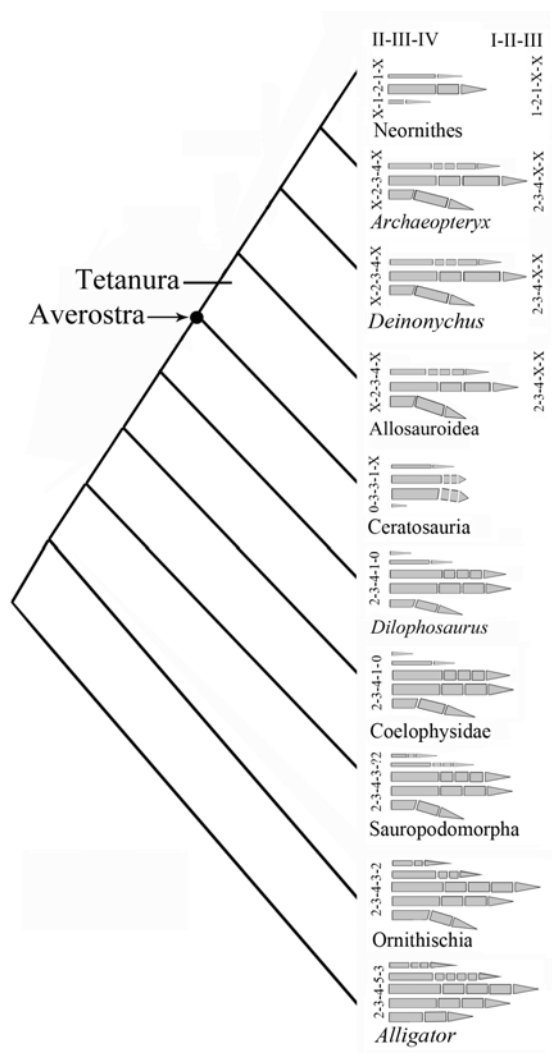 II-III-IV I-II-III
X-1-2-1-X 1-2-1-X-X
Neornithes
X-2-3-4-X 2-3-4-X-X
Archaeopteryx
X-2-3-4-X 2-3-4-X-X
Deinonychus
Tetanura
Averostra
X-2-3-4-X 2-3-4-X-X
Allosauroidea
0-3-3-1-X
Ceratosauria
2-3-4-1-0
Dilophosaurus
2-3-4-1-0
Coelophysidae
2-3-4-3-?2
Sauropodomorpha
2-3-4-3-2
Ornithischia
2-3-4-5-3
Alligator